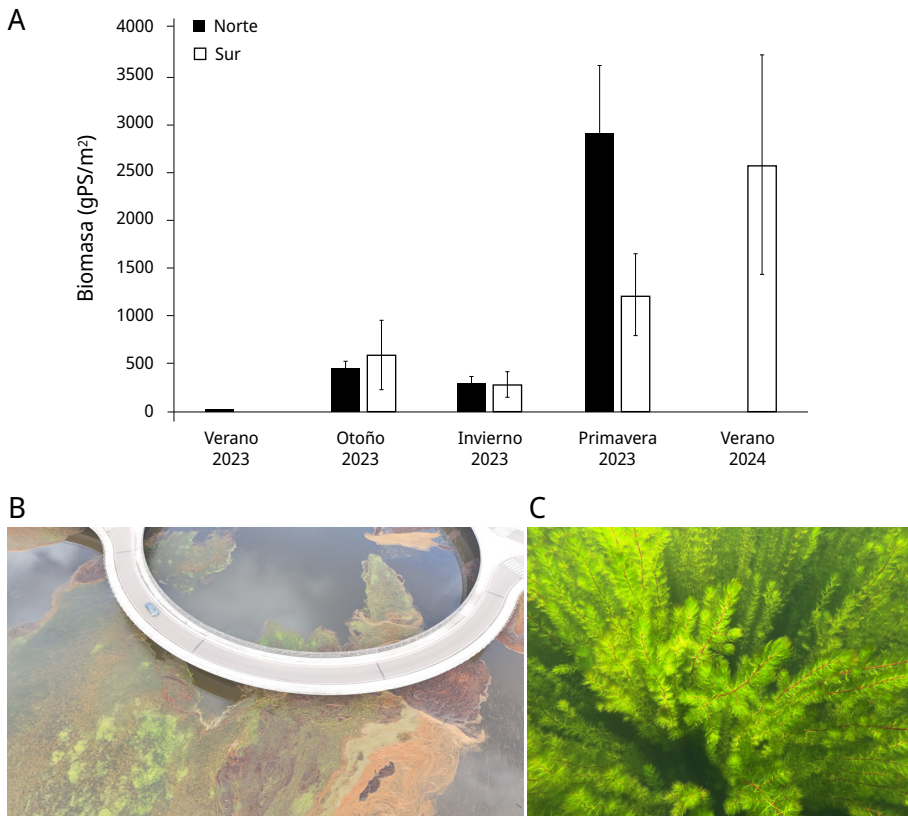 A
Norte
Sur
Biomasa (gPS/m²)
4000
3500
3000
2500
2000
1500
1000
500
0
Verano
2023
Otoño
2023
Invierno
2023
Primavera
2023
Verano
2024
B
C